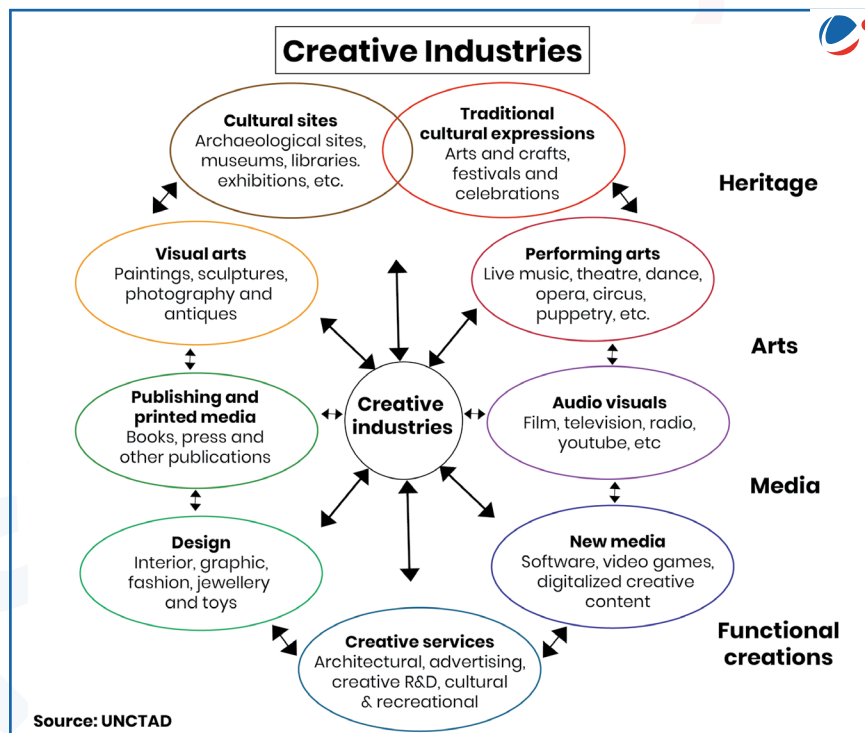 Creative Industries
Cultural sites
Archaeological sites,
museums, libraries.
exhibitions, etc.
Traditional
cultural expressions
Arts and crafts,
festivals and
celebrations
Heritage
Visual arts
Paintings, sculptures,
photography and
antiques
Performing arts
Live music, theatre, dance,
opera, circus,
puppetry, etc.
Arts
Publishing and
printed media
Books, press and
other publications
Creative
industries
Audio visuals
Film, television, radio,
youtube, etc
Media
Design
Interior, graphic,
fashion, jewellery
and toys
New media
Software, video games,
digitalized creative
content
Functional
creations
Creative services
Architectural, advertising,
creative R&D, cultural
& recreational
Source: UNCTAD